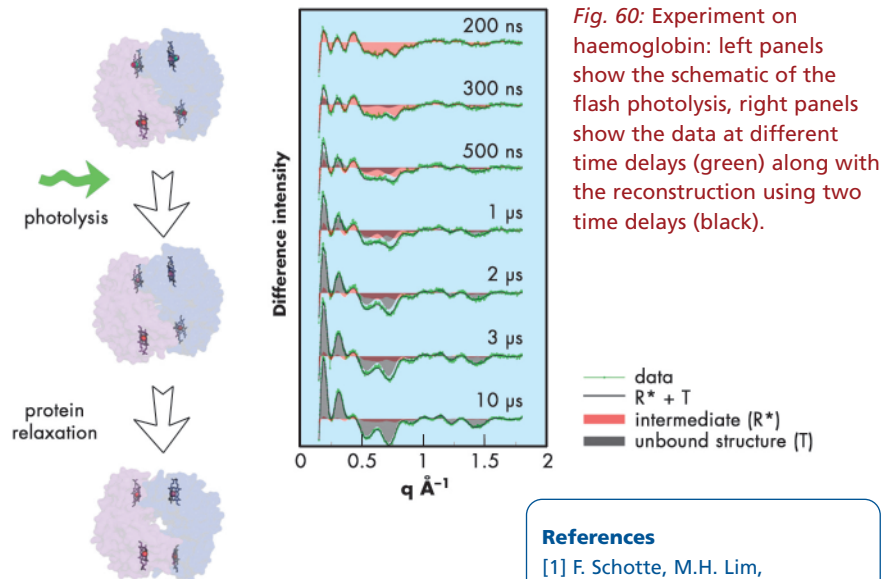 photolysis
protein
relaxation
Difference intensity
200 ns
300 ns
500 ns
1 µs
2 µs
3 µs
10 µs
0 0.5 1 1.5 2
q Å⁻¹
Fig. 60: Experiment on
haemoglobin: left panels
show the schematic of the
flash photolysis, right panels
show the data at different
time delays (green) along with
the reconstruction using two
time delays (black).
data
R* + T
intermediate (R*)
unbound structure (T)
References
[1] F. Schotte, M.H. Lim,